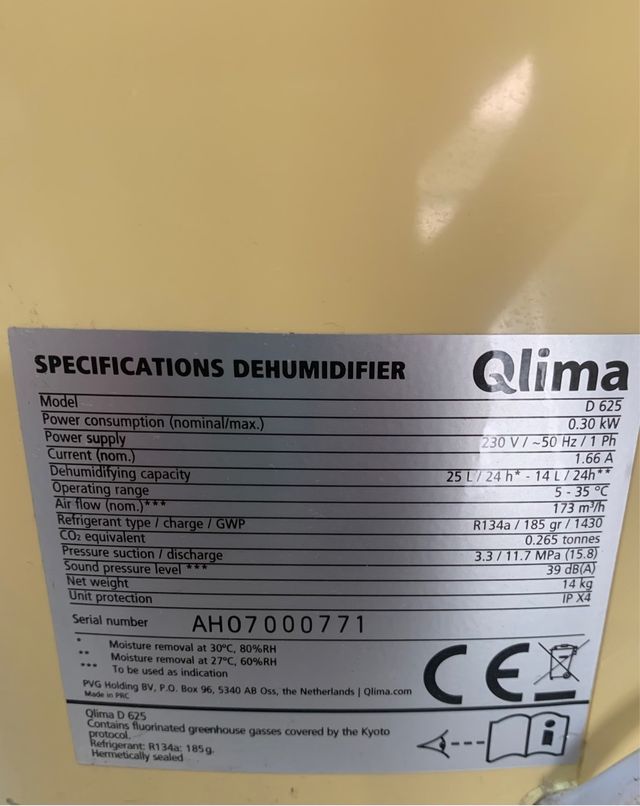 SPECIFICATIONS DEHUMIDIFIER Qlima
Model D 625
Power consumption (nominal/max.) 0.30 kW
Power supply 230 V / ~50 Hz / 1 Ph
Current (nom.) 1.66 A
Dehumidifying capacity 25 L / 24 h* - 14 L / 24h**
Operating range 5 - 35 °C
Air flow (nom.)*** 173 m³/h
Refrigerant type / charge / GWP R134a / 185 gr / 1430
CO₂ equivalent 0.265 tonnes
Pressure suction / discharge 3.3 / 11.7 MPa (15.8)
Sound pressure level *** 39 dB(A)
Net weight 14 kg
Unit protection IP X4
Serial number AH07000771
* Moisture removal at 30°C, 80%RH
** Moisture removal at 27°C, 60%RH
*** To be used as indication
PVG Holding BV, P.O. Box 96, 5340 AB Oss, the Netherlands | Qlima.com
Made in PRC
CE
Qlima D 625
Contains fluorinated greenhouse gasses covered by the Kyoto
protocol.
Refrigerant: R134a: 185g.
Hermetically sealed
i